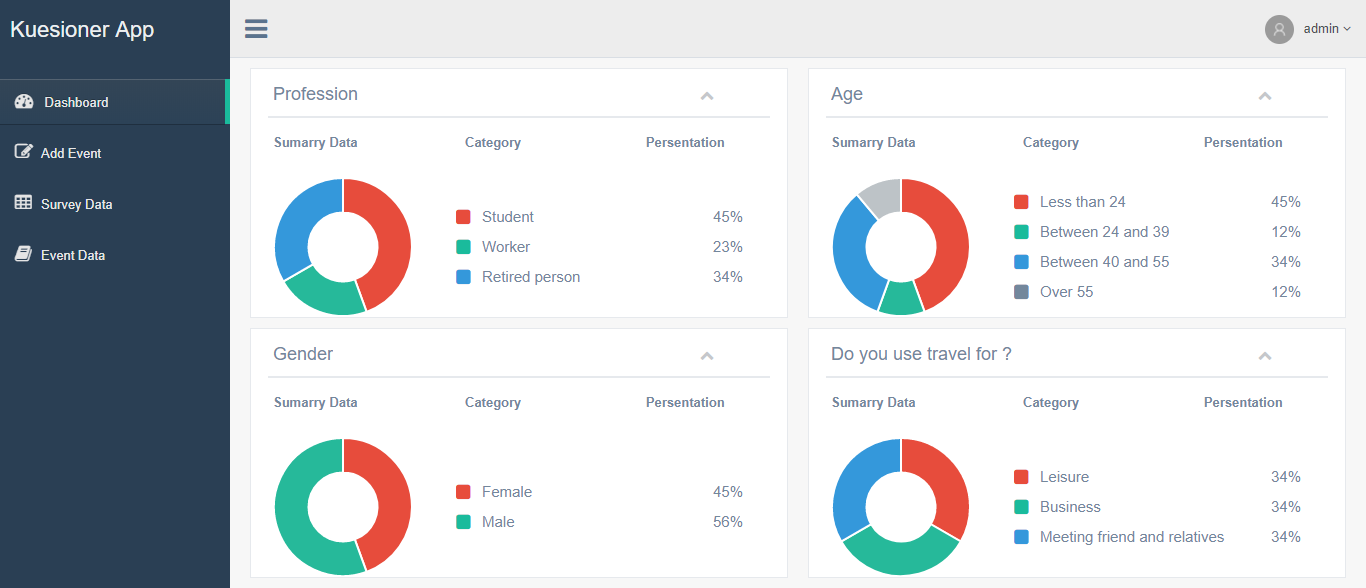 Kuesioner App
admin
Dashboard
Add Event
Survey Data
Event Data
Profession
Sumarry Data Category Persentation
Student 45%
Worker 23%
Retired person 34%
Age
Sumarry Data Category Persentation
Less than 24 45%
Between 24 and 39 12%
Between 40 and 55 34%
Over 55 12%
Gender
Sumarry Data Category Persentation
Female 45%
Male 56%
Do you use travel for ?
Sumarry Data Category Persentation
Leisure 34%
Business 34%
Meeting friend and relatives 34%